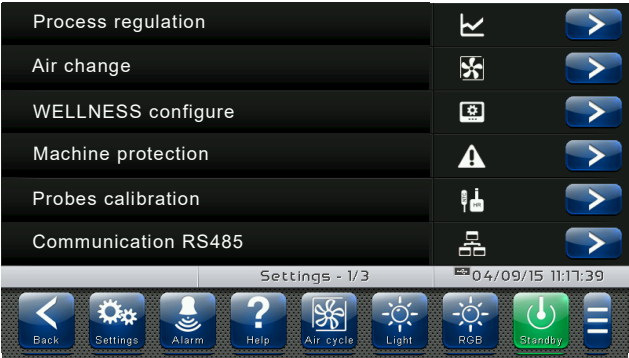 Process regulation
Air change
WELLNESS configure
Machine protection
Probes calibration
HR
Communication RS485
Settings - 1/3 04/09/15 11:17:39
Back Settings Alarm ? Help Air cycle Light RGB Standby